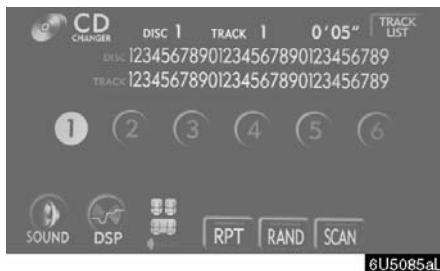 CD CHANGER DISC 1 TRACK 1 0'05" TRACK LIST
DISC 12345678901234567890123456789
TRACK 12345678901234567890123456789
1 2 3 4 5 6
SOUND DSP RPT RAND SCAN
6U5085aL